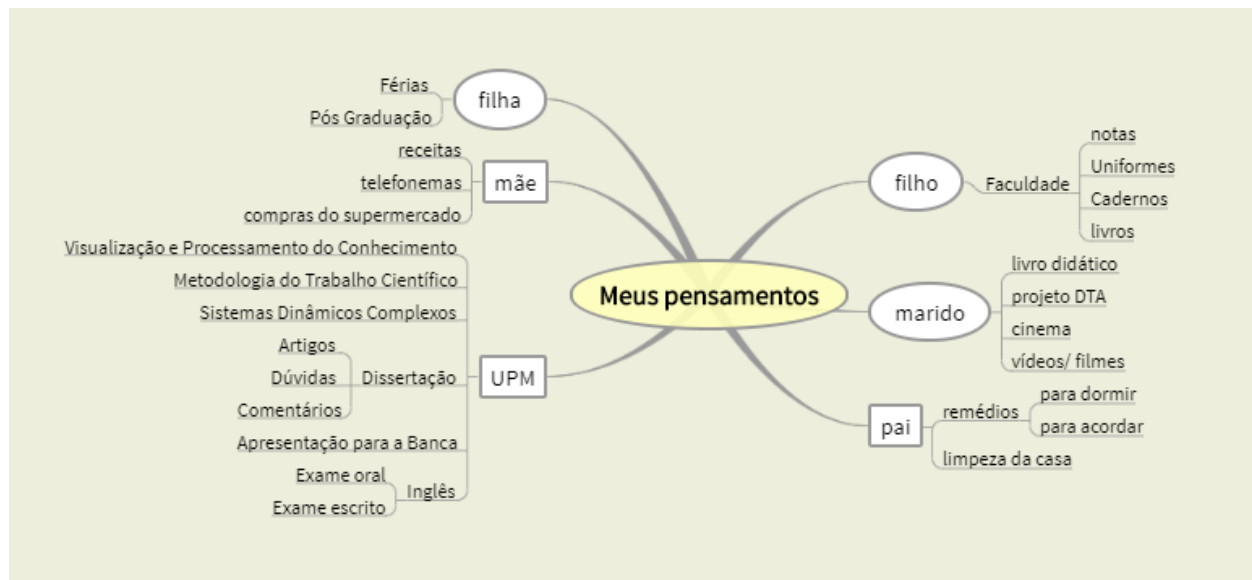 Meus pensamentos
filha
Férias
Pós Graduação
mãe
receitas
telefonemas
compras do supermercado
UPM
Visualização e Processamento do Conhecimento
Metodologia do Trabalho Científico
Sistemas Dinâmicos Complexos
Dissertação
Artigos
Dúvidas
Comentários
Apresentação para a Banca
Inglês
Exame oral
Exame escrito
filho
Faculdade
notas
Uniformes
Cadernos
livros
marido
livro didático
projeto DTA
cinema
vídeos/ filmes
pai
remédios
para dormir
para acordar
limpeza da casa